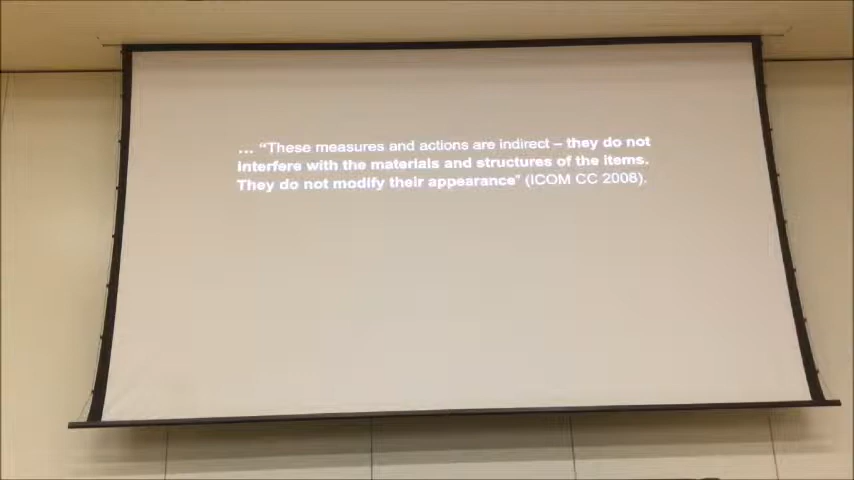 ... “These measures and actions are indirect – they do not
interfere with the materials and structures of the items.
They do not modify their appearance” (ICOM CC 2008).